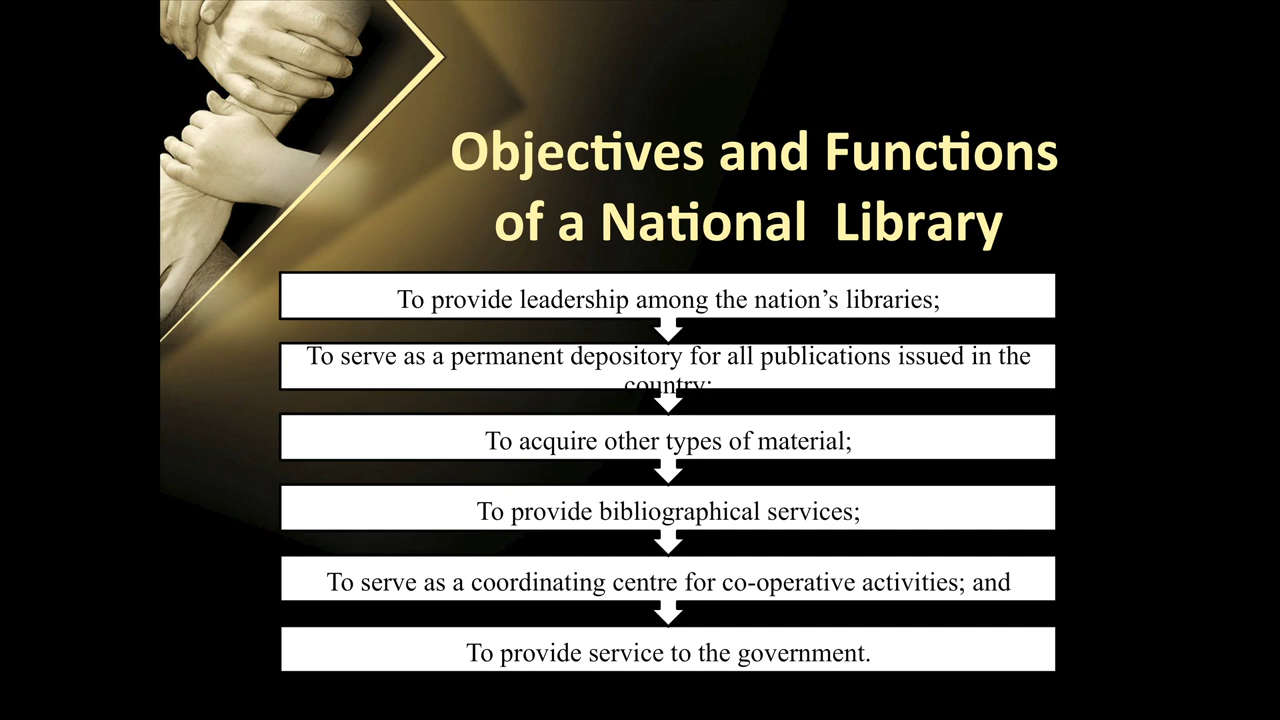 Objectives and Functions
of a National Library
To provide leadership among the nation’s libraries;
To serve as a permanent depository for all publications issued in the
country;
To acquire other types of material;
To provide bibliographical services;
To serve as a coordinating centre for co-operative activities; and
To provide service to the government.